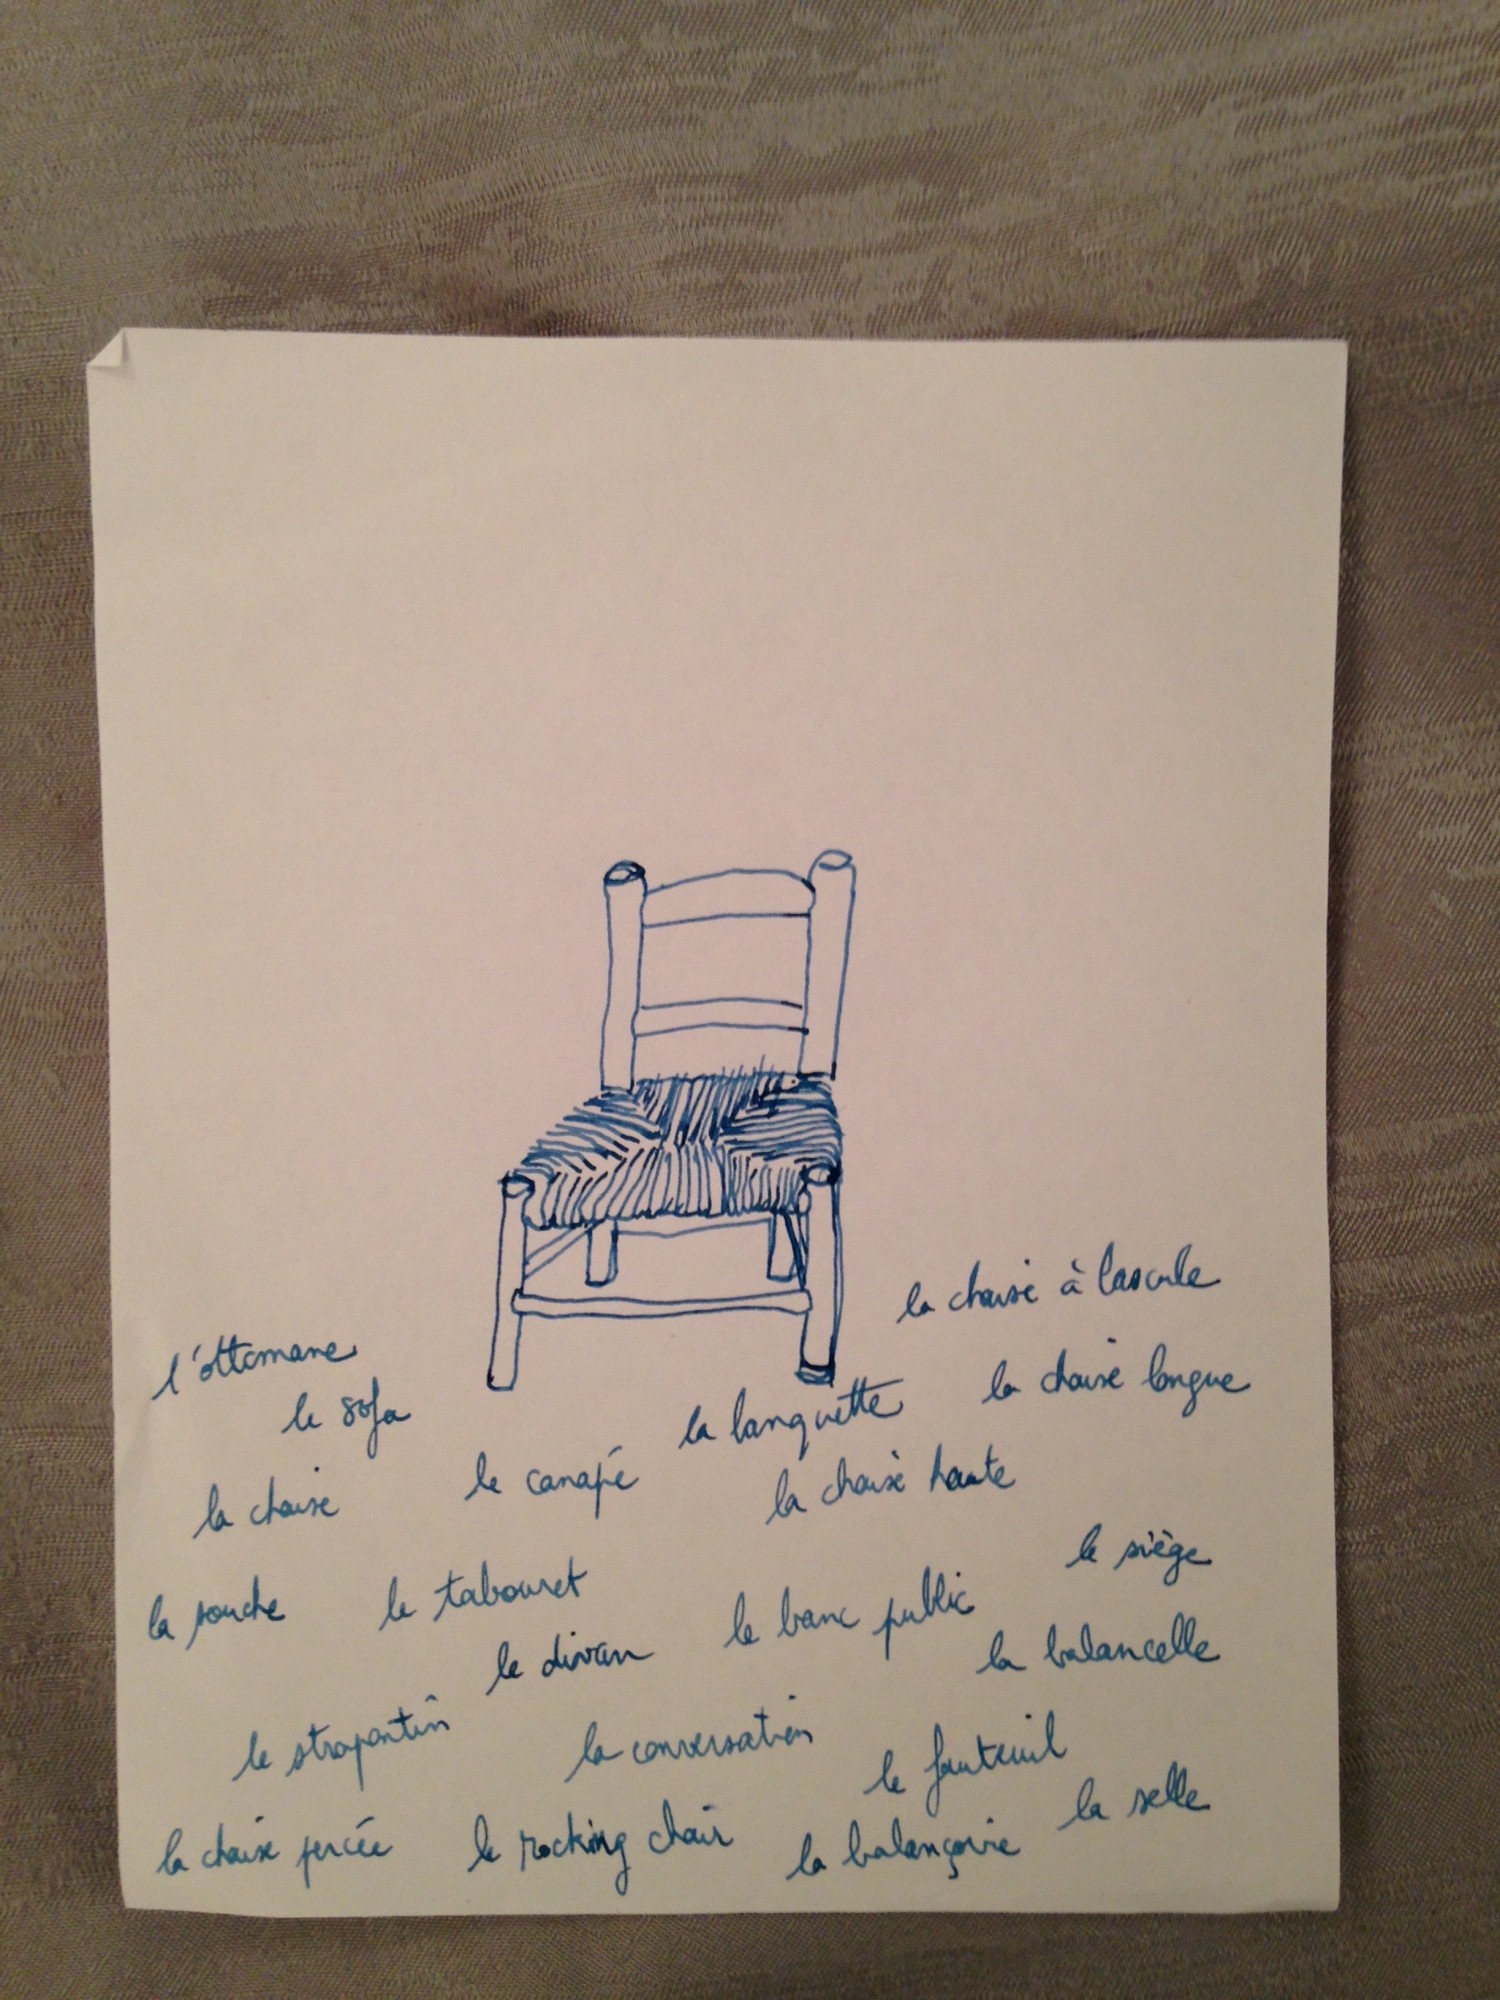 la chaise à bascule
l'ottomane
la chaise longue
le sofa
la banquette
le canapé
la chaise haute
la chaise
le siège
la souche
le tabouret
le banc public
le divan
la balancelle
le strapontin
la conversation
le fauteuil
la selle
la chaise percée
le rocking chair
la balançoire